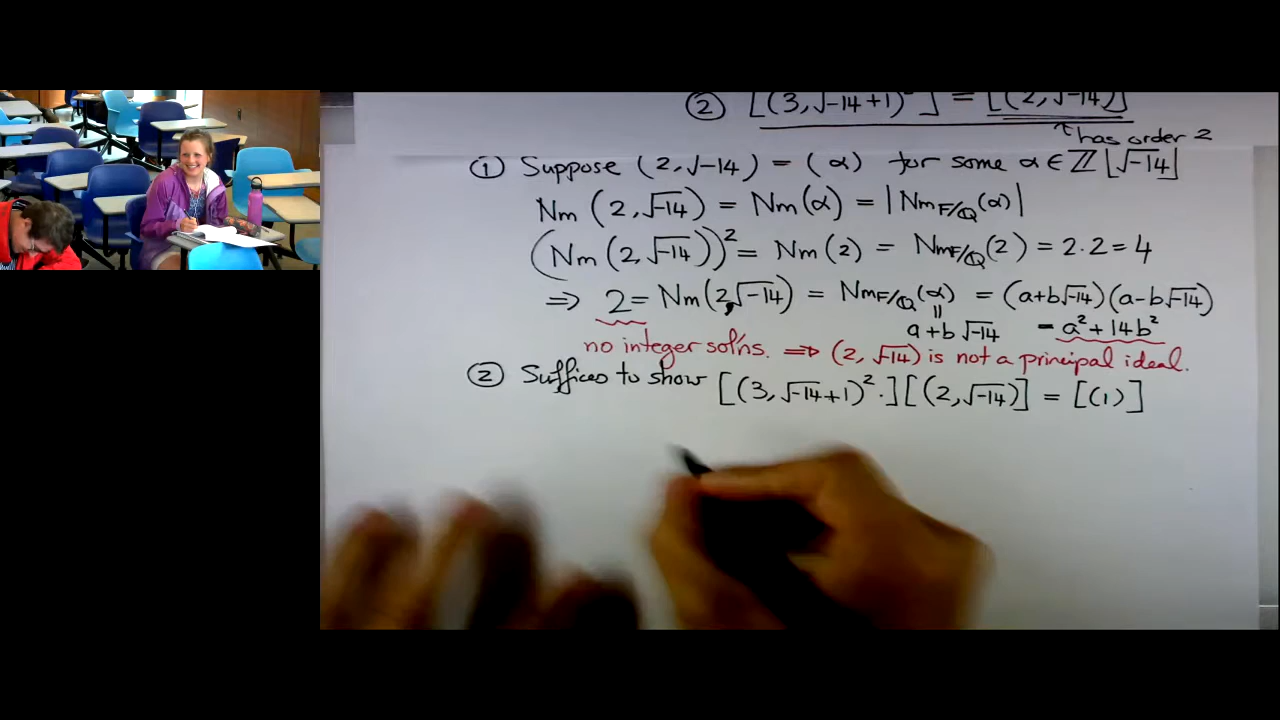 ② [(3,√-14+1)²] = [(2,√-14)]
↑ has order 2
① Suppose (2,√-14) = (α) for some α ∈ ℤ[√-14]
Nm (2,√-14) = Nm(α) = |Nm_{F/ℚ}(α)|
(Nm(2,√-14))² = Nm(2) = Nm_{F/ℚ}(2) = 2·2 = 4
⇒ 2 = Nm(2,√-14) = Nm_{F/ℚ}(α) = (a+b√-14)(a-b√-14)
a+b√-14 = a²+14b²
no integer sol'ns. ⇒ (2,√-14) is not a principal ideal.
② Suffices to show [(3,√-14+1)².][(2,√-14)] = [(1)]